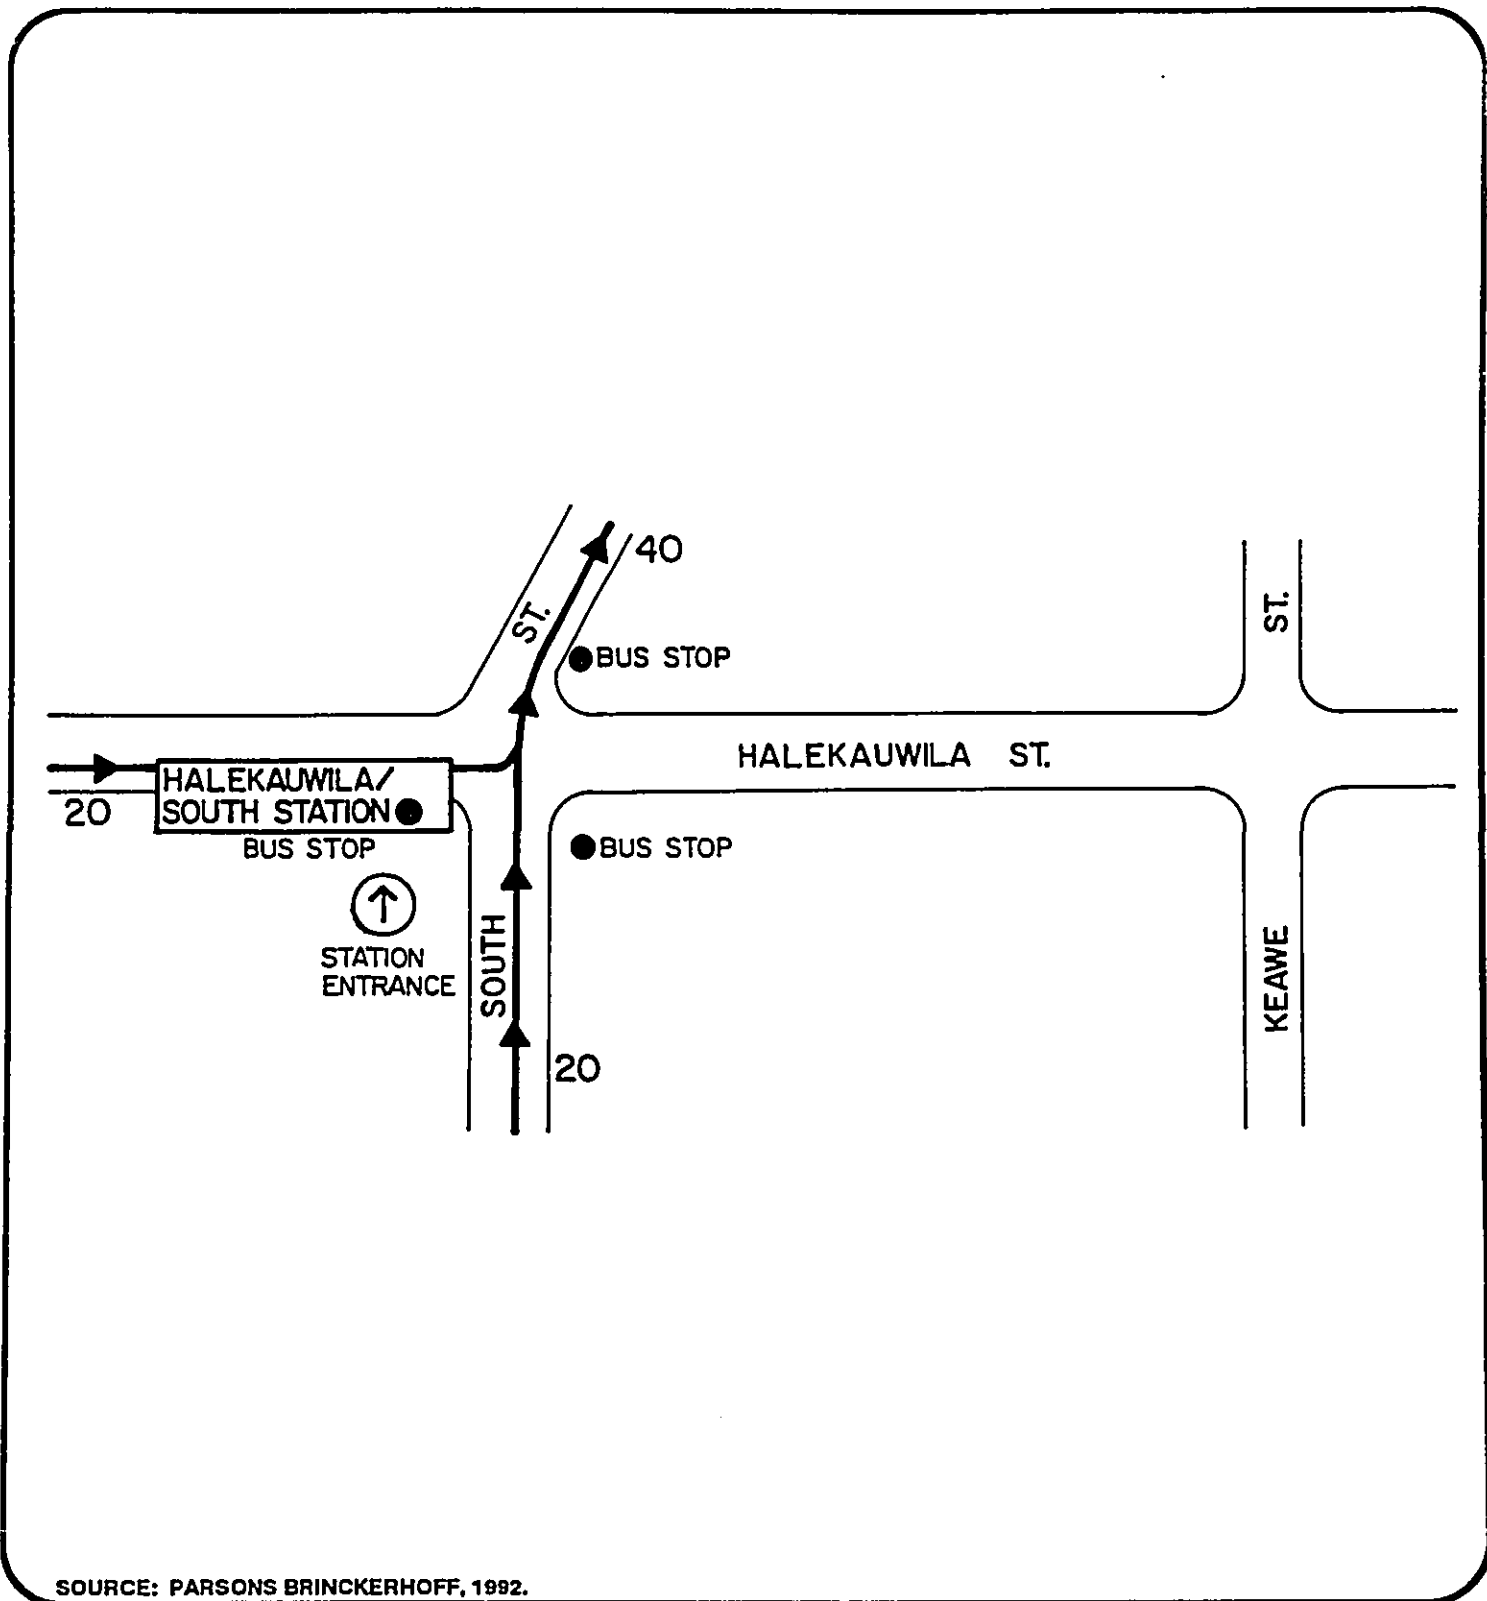 40
ST.
BUS STOP
ST.
HALEKAUWILA ST.
HALEKAUWILA/
SOUTH STATION
20
BUS STOP
BUS STOP
STATION
ENTRANCE
SOUTH
KEAWE
20
SOURCE: PARSONS BRINCKERHOFF, 1992.